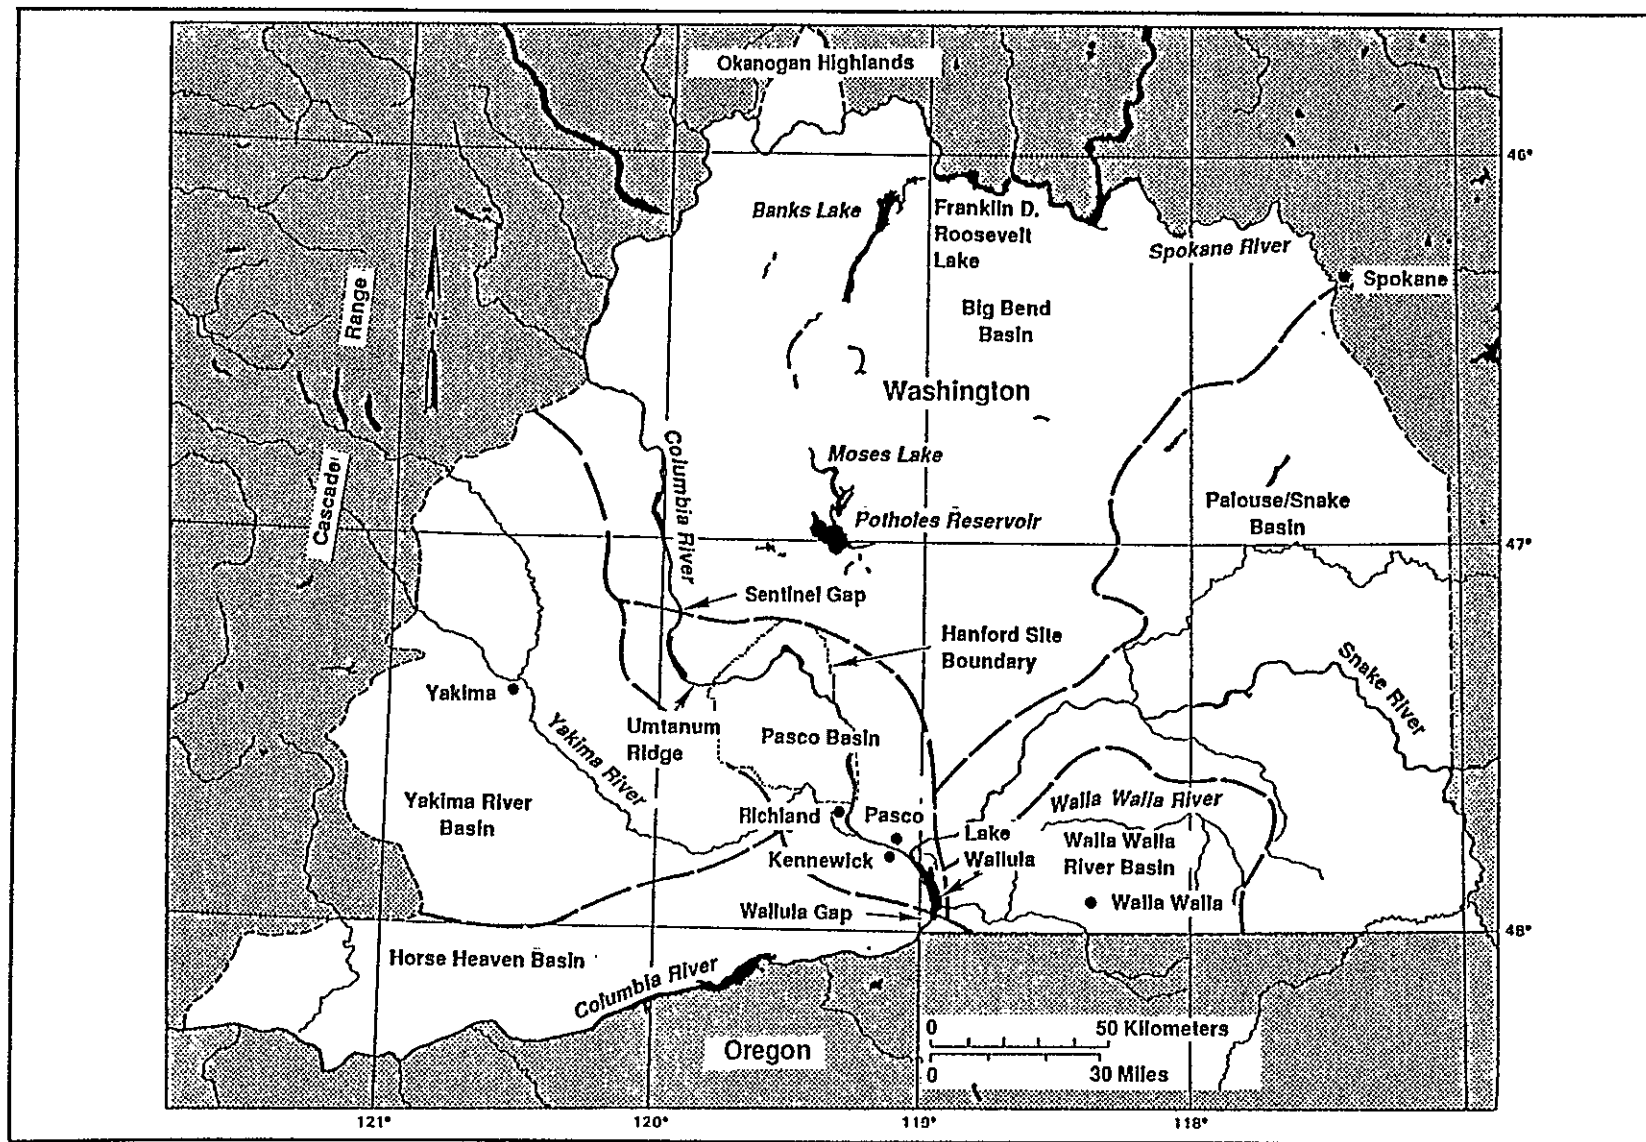 Okanogan Highlands
46°
Banks Lake
Franklin D.
Roosevelt
Lake
Spokane River
Spokane
Range
N
Big Bend
Basin
Washington
Columbia River
Moses Lake
Cascade
Palouse/Snake
Basin
Potholes Reservoir
47°
Sentinel Gap
Hanford Site
Boundary
Snake River
Yakima
Umtanum
Ridge
Yakima River
Pasco Basin
Yakima River
Basin
Walla Walla River
Richland
Pasco
Lake
Wallula
Kennewick
Walla Walla
River Basin
Wallula Gap
Walla Walla
48°
Horse Heaven Basin
Columbia River
0 50 Kilometers
Oregon
0 30 Miles
121° 120° 119° 118°